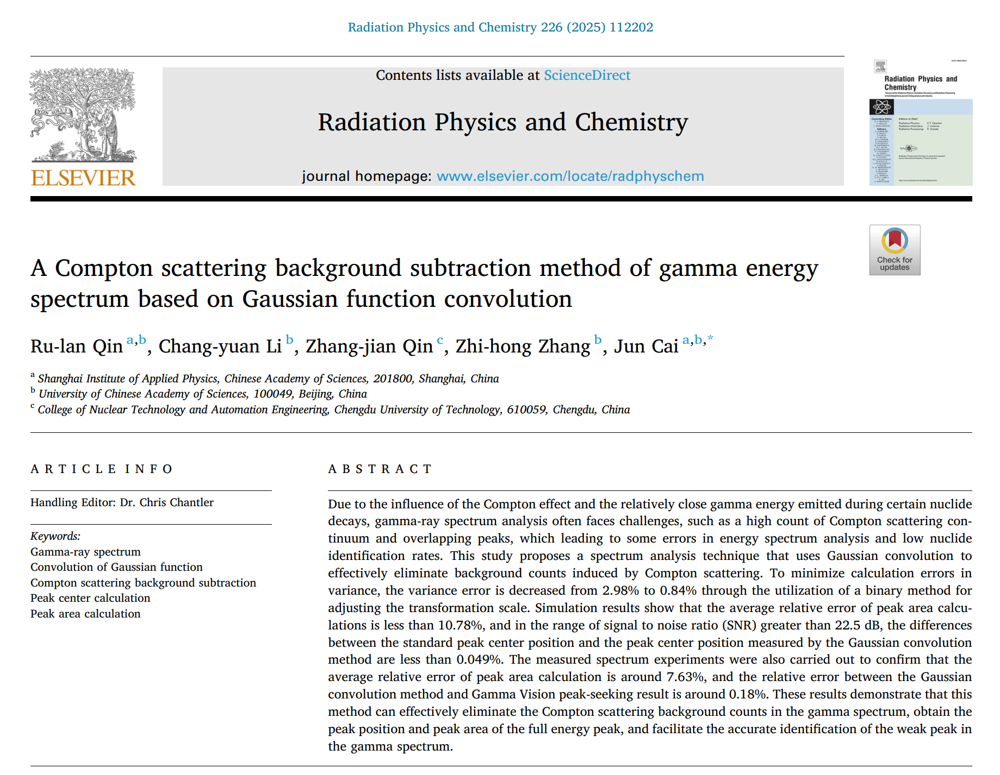 Radiation Physics and Chemistry 226 (2025) 112202
Contents lists available at ScienceDirect
Radiation Physics and Chemistry
journal homepage: www.elsevier.com/locate/radphyschem
NON SOLUS
ELSEVIER
Radiation Physics and
Chemistry
Check for
updates
A Compton scattering background subtraction method of gamma energy
spectrum based on Gaussian function convolution
Ru-lan Qin a,b, Chang-yuan Li b, Zhang-jian Qin c, Zhi-hong Zhang b, Jun Cai a,b,*
a Shanghai Institute of Applied Physics, Chinese Academy of Sciences, 201800, Shanghai, China
b University of Chinese Academy of Sciences, 100049, Beijing, China
c College of Nuclear Technology and Automation Engineering, Chengdu University of Technology, 610059, Chengdu, China
ARTICLE INFO
Handling Editor: Dr. Chris Chantler
Keywords:
Gamma-ray spectrum
Convolution of Gaussian function
Compton scattering background subtraction
Peak center calculation
Peak area calculation
ABSTRACT
Due to the influence of the Compton effect and the relatively close gamma energy emitted during certain nuclide
decays, gamma-ray spectrum analysis often faces challenges, such as a high count of Compton scattering con-
tinuum and overlapping peaks, which leading to some errors in energy spectrum analysis and low nuclide
identification rates. This study proposes a spectrum analysis technique that uses Gaussian convolution to
effectively eliminate background counts induced by Compton scattering. To minimize calculation errors in
variance, the variance error is decreased from 2.98% to 0.84% through the utilization of a binary method for
adjusting the transformation scale. Simulation results show that the average relative error of peak area calcu-
lations is less than 10.78%, and in the range of signal to noise ratio (SNR) greater than 22.5 dB, the differences
between the standard peak center position and the peak center position measured by the Gaussian convolution
method are less than 0.049%. The measured spectrum experiments were also carried out to confirm that the
average relative error of peak area calculation is around 7.63%, and the relative error between the Gaussian
convolution method and Gamma Vision peak-seeking result is around 0.18%. These results demonstrate that this
method can effectively eliminate the Compton scattering background counts in the gamma spectrum, obtain the
peak position and peak area of the full energy peak, and facilitate the accurate identification of the weak peak in
the gamma spectrum.